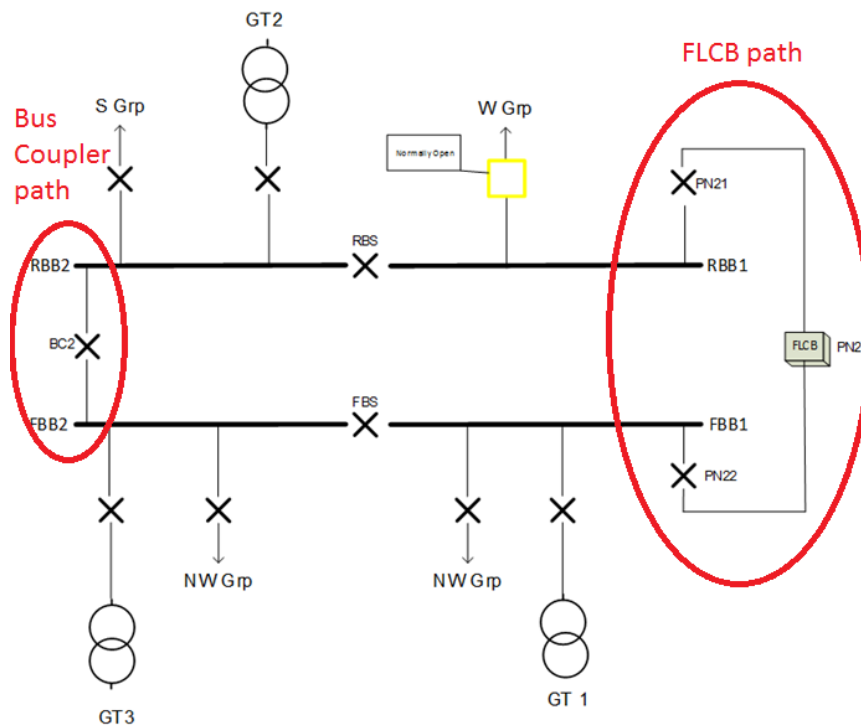 GT2
FLCB path
S Grp
W Grp
Bus
Coupler
path
Normally Open
PN21
RBS
RBB2
RBB1
BC2
FLCB
PN2
FBS
FBB2
FBB1
PN22
NW Grp
NW Grp
GT 1
GT3